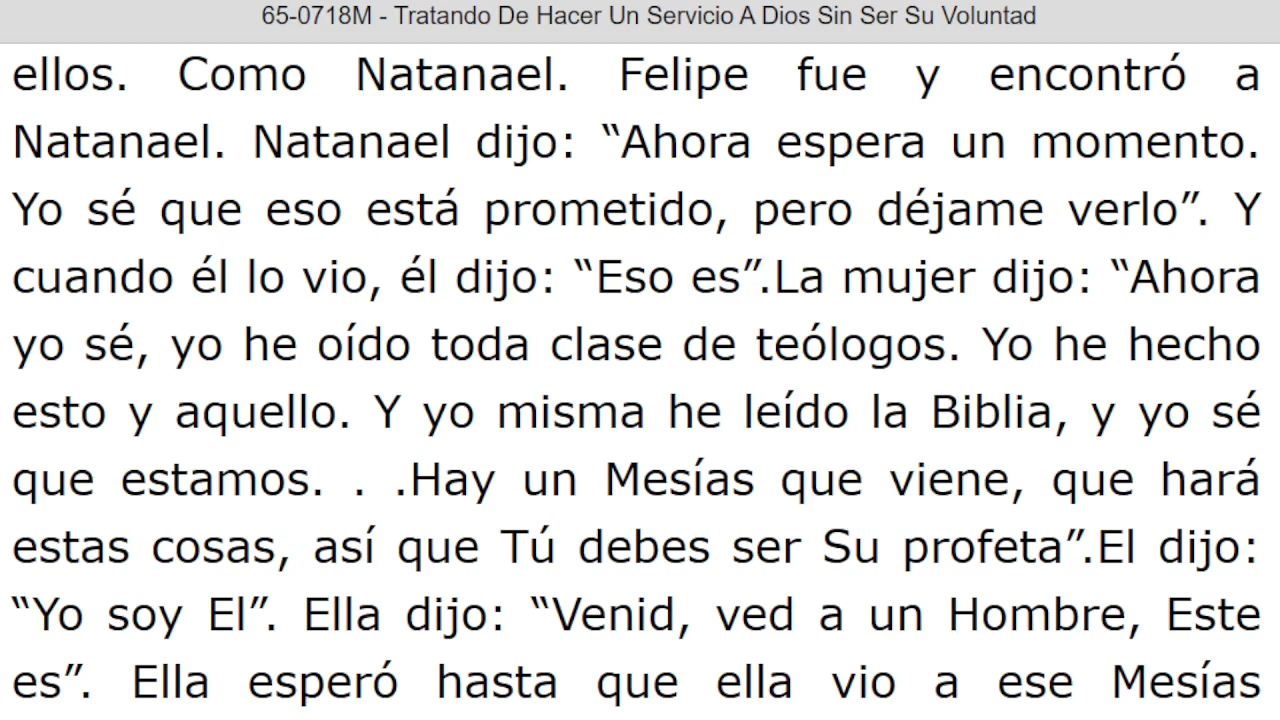 65-0718M - Tratando De Hacer Un Servicio A Dios Sin Ser Su Voluntad
ellos. Como Natanael. Felipe fue y encontró a
Natanael. Natanael dijo: “Ahora espera un momento.
Yo sé que eso está prometido, pero déjame verlo”. Y
cuando él lo vio, él dijo: “Eso es”.La mujer dijo: “Ahora
yo sé, yo he oído toda clase de teólogos. Yo he hecho
esto y aquello. Y yo misma he leído la Biblia, y yo sé
que estamos. . .Hay un Mesías que viene, que hará
estas cosas, así que Tú debes ser Su profeta”.El dijo:
“Yo soy El”. Ella dijo: “Venid, ved a un Hombre, Este
es”. Ella esperó hasta que ella vio a ese Mesías